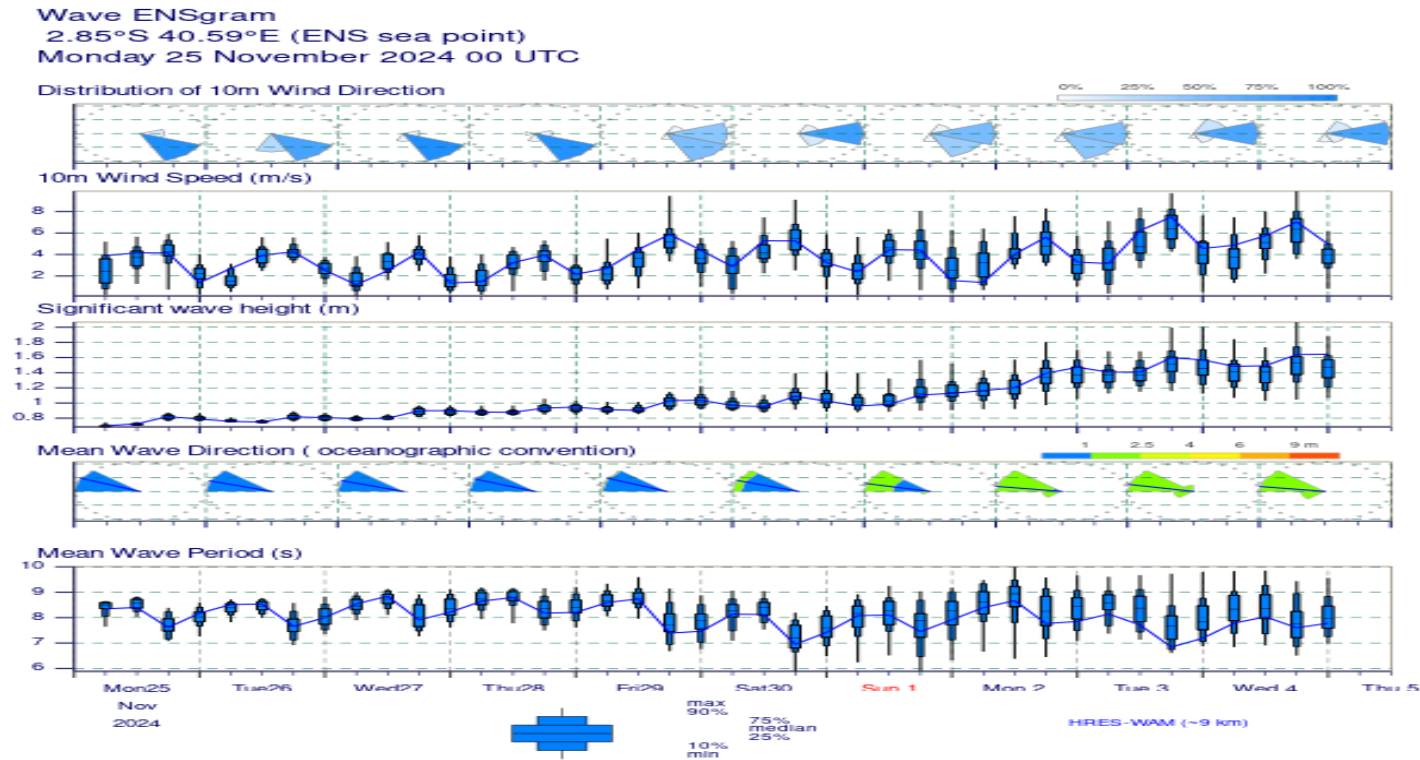 Wave ENSgram
2.85°S 40.59°E (ENS sea point)
Monday 25 November 2024 00 UTC
Distribution of 10m Wind Direction
0% 25% 50% 75% 100%
10m Wind Speed (m/s)
8
6
4
2
Significant wave height (m)
2
1.8
1.6
1.4
1.2
1
0.8
Mean Wave Direction ( oceanographic convention)
1 2.5 4 6 9 m
Mean Wave Period (s)
10
9
8
7
6
Mon25 Tue26 Wed27 Thu28 Fri29 Sat30 Sun 1 Mon 2 Tue 3 Wed 4 Thu 5
Nov
2024
max
90%
75%
median
25%
10%
min
HRES-WAM (~9 km)